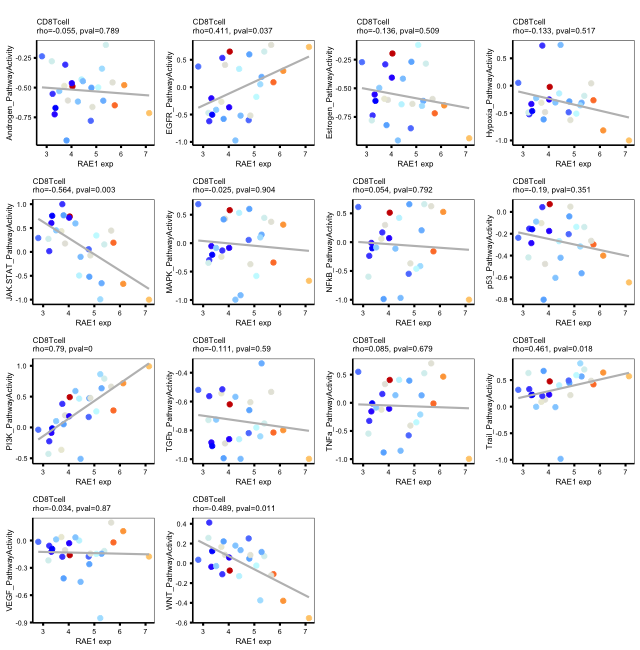 CD8Tcell
rho=-0.055, pval=0.789
Androgen_PathwayActivity
-0.25
-0.50
-0.75
3 4 5 6 7
RAE1 exp
CD8Tcell
rho=0.411, pval=0.037
EGFR_PathwayActivity
0.5
0.0
-0.5
-1.0
3 4 5 6 7
RAE1 exp
CD8Tcell
rho=-0.136, pval=0.509
Estrogen_PathwayActivity
-0.25
-0.50
-0.75
3 4 5 6 7
RAE1 exp
CD8Tcell
rho=-0.133, pval=0.517
Hypoxia_PathwayActivity
0.5
0.0
-0.5
-1.0
3 4 5 6 7
RAE1 exp
CD8Tcell
rho=-0.564, pval=0.003
JAK-STAT_PathwayActivity
1.0
0.5
0.0
-0.5
-1.0
3 4 5 6 7
RAE1 exp
CD8Tcell
rho=-0.025, pval=0.904
MAPK_PathwayActivity
0.5
0.0
-0.5
-1.0
3 4 5 6 7
RAE1 exp
CD8Tcell
rho=0.054, pval=0.792
NFkB_PathwayActivity
0.5
0.0
-0.5
-1.0
3 4 5 6 7
RAE1 exp
CD8Tcell
rho=-0.19, pval=0.351
p53_PathwayActivity
0.0
-0.2
-0.4
-0.6
-0.8
3 4 5 6 7
RAE1 exp
CD8Tcell
rho=0.79, pval=0
PI3K_PathwayActivity
1.0
0.5
0.0
-0.5
3 4 5 6 7
RAE1 exp
CD8Tcell
rho=-0.111, pval=0.59
TGFb_PathwayActivity
-0.4
-0.6
-0.8
-1.0
3 4 5 6 7
RAE1 exp
CD8Tcell
rho=0.085, pval=0.679
TNFa_PathwayActivity
0.5
0.0
-0.5
-1.0
3 4 5 6 7
RAE1 exp
CD8Tcell
rho=0.461, pval=0.018
Trail_PathwayActivity
0.5
0.0
-0.5
-1.0
3 4 5 6 7
RAE1 exp
CD8Tcell
rho=-0.034, pval=0.87
VEGF_PathwayActivity
0.0
-0.3
-0.6
-0.9
3 4 5 6 7
RAE1 exp
CD8Tcell
rho=-0.489, pval=0.011
WNT_PathwayActivity
0.4
0.2
0.0
-0.2
-0.4
-0.6
3 4 5 6 7
RAE1 exp